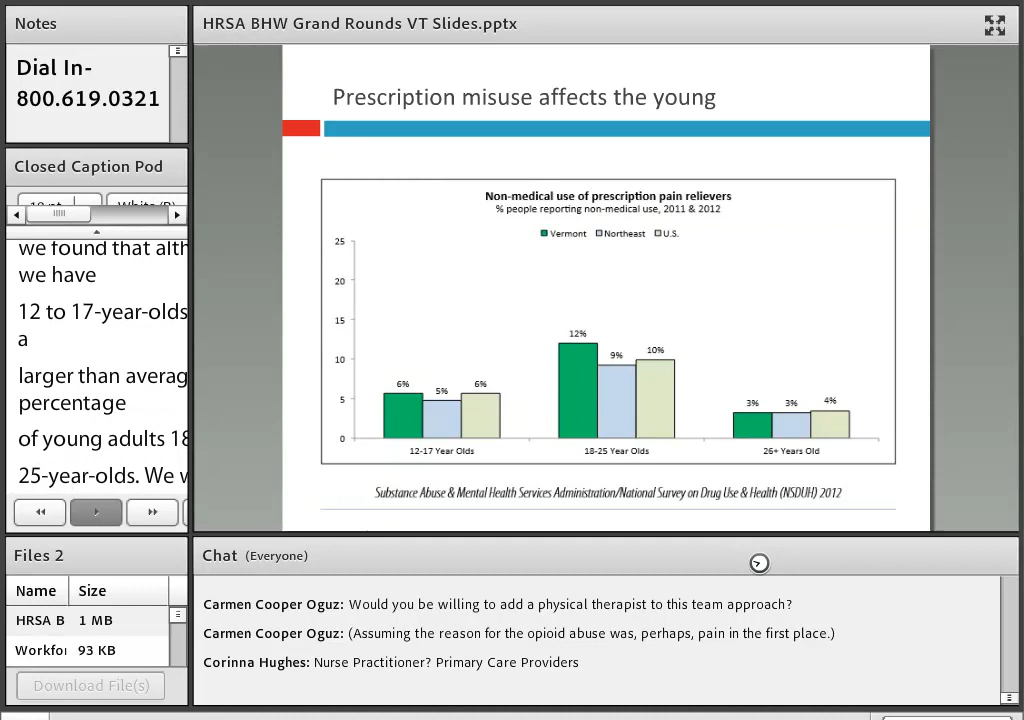 Notes
Dial In-
800.619.0321
Closed Caption Pod
we found that alth
we have
12 to 17-year-olds
a
larger than averag
percentage
of young adults 18
25-year-olds. We w
Files 2
Name Size
HRSA B 1 MB
Workfo 93 KB
Download File(s)
HRSA BHW Grand Rounds VT Slides.pptx
Prescription misuse affects the young
Non-medical use of prescription pain relievers
% people reporting non-medical use, 2011 & 2012
Vermont Northeast U.S.
25
20
15
10
5
0
6% 5% 6%
12% 9% 10%
3% 3% 4%
12-17 Year Olds 18-25 Year Olds 26+ Years Old
Substance Abuse & Mental Health Services Administration/National Survey on Drug Use & Health (NSDUH) 2012
Chat (Everyone)
Carmen Cooper Oguz: Would you be willing to add a physical therapist to this team approach?
Carmen Cooper Oguz: (Assuming the reason for the opioid abuse was, perhaps, pain in the first place.)
Corinna Hughes: Nurse Practitioner? Primary Care Providers